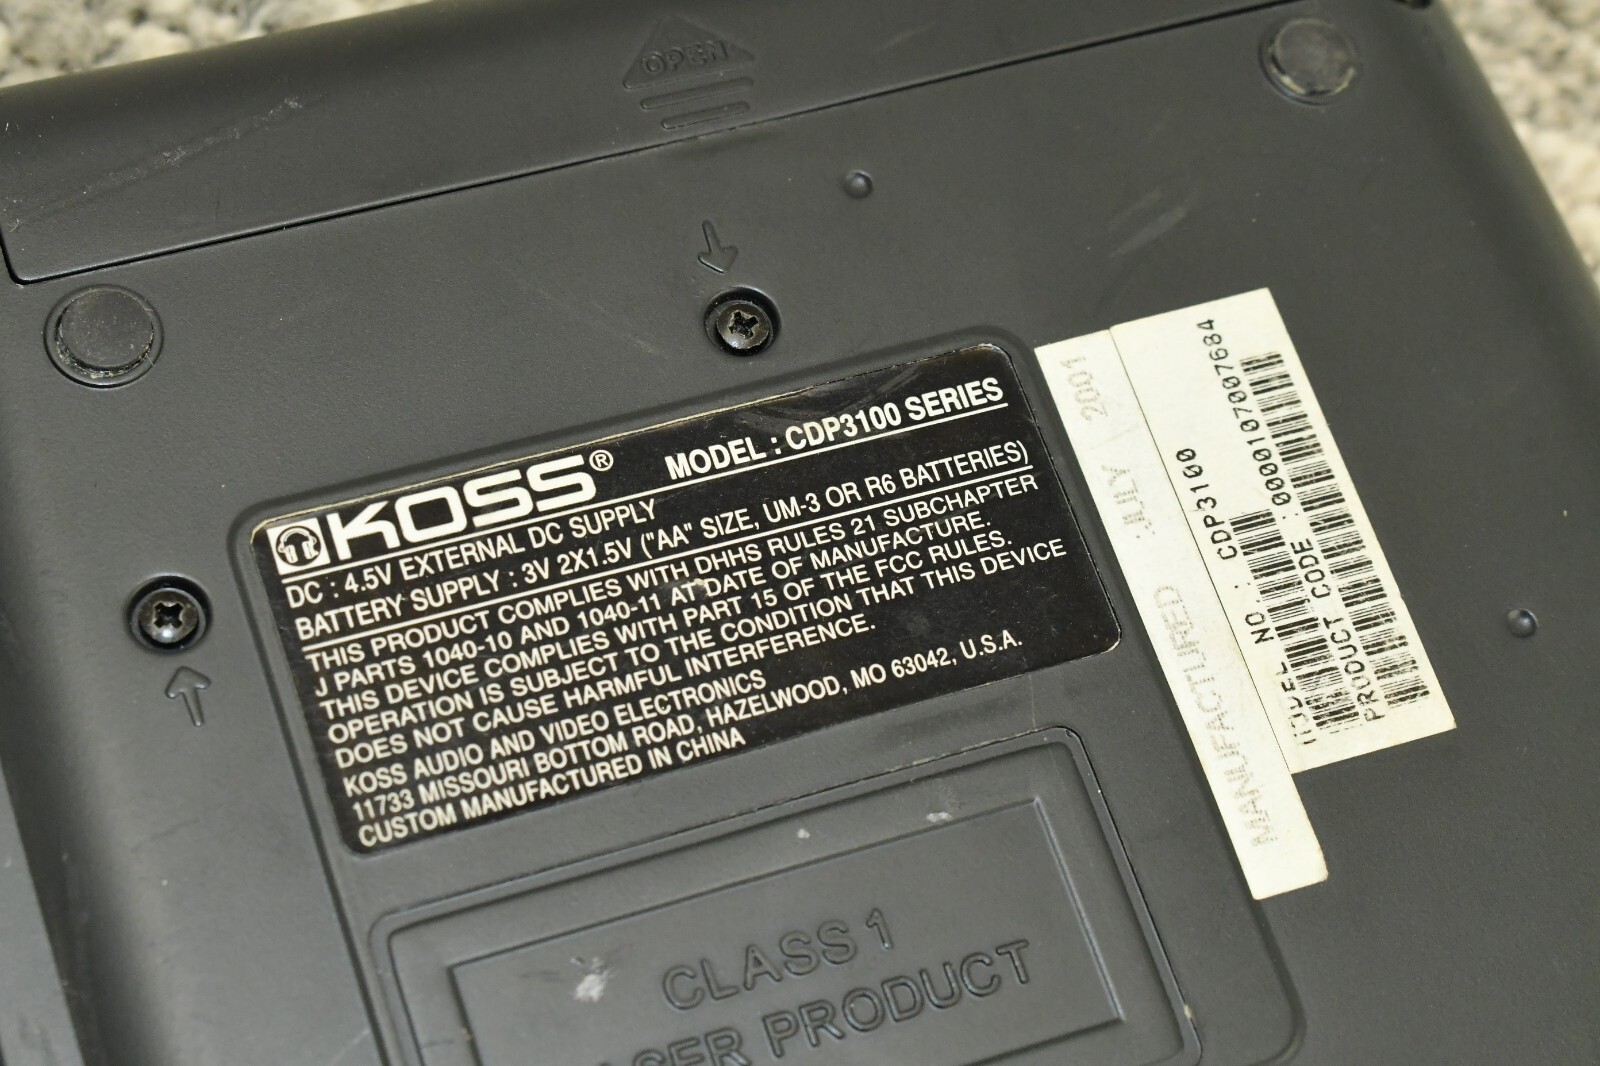 OPEN
KOSS®
MODEL : CDP3100 SERIES
DC : 4.5V EXTERNAL DC SUPPLY
BATTERY SUPPLY : 3V 2X1.5V ("AA" SIZE, UM-3 OR R6 BATTERIES)
THIS PRODUCT COMPLIES WITH DHHS RULES 21 SUBCHAPTER
J PARTS 1040-10 AND 1040-11 AT DATE OF MANUFACTURE.
THIS DEVICE COMPLIES WITH PART 15 OF THE FCC RULES.
OPERATION IS SUBJECT TO THE CONDITION THAT THIS DEVICE
DOES NOT CAUSE HARMFUL INTERFERENCE.
KOSS AUDIO AND VIDEO ELECTRONICS
11733 MISSOURI BOTTOM ROAD, HAZELWOOD, MO 63042, U.S.A.
CUSTOM MANUFACTURED IN CHINA
MANUFACTURED JULY 2001
MODEL NO. : CDP3100
PRODUCT CODE : 0000107007684
CLASS 1
LASER PRODUCT